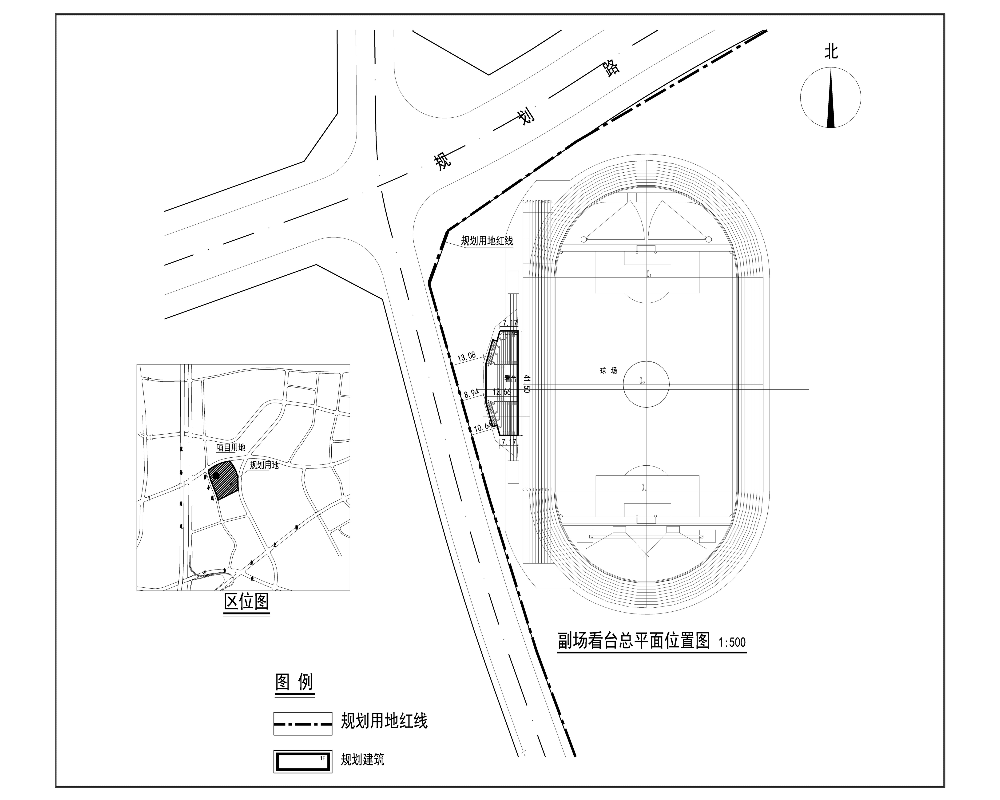 北
路
划
规
规划用地红线
7.17
1F
13.08
看台
41.50
8.94
12.66
10.64
7.17
球 场
项目用地
规划用地
区位图
副场看台总平面位置图 1:500
图 例
规划用地红线
1F
规划建筑